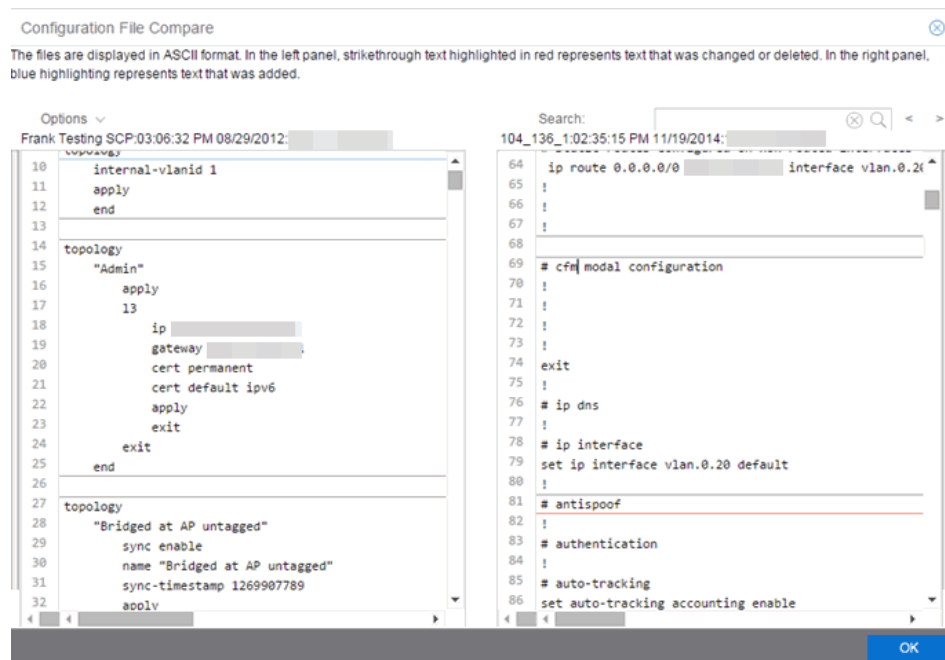 Configuration File Compare
The files are displayed in ASCII format. In the left panel, strikethrough text highlighted in red represents text that was changed or deleted. In the right panel,
blue highlighting represents text that was added.
Options
Search:
< >
Frank Testing SCP:03:06:32 PM 08/29/2012:
104_136_1:02:35:15 PM 11/19/2014:
topology
10 internal-vlanid 1
11 apply
12 end
13
14 topology
15 "Admin"
16 apply
17 l3
18 ip
19 gateway
20 cert permanent
21 cert default ipv6
22 apply
23 exit
24 exit
25 end
26
27 topology
28 "Bridged at AP untagged"
29 sync enable
30 name "Bridged at AP untagged"
31 sync-timestamp 1269907789
32 apply
64 ip route 0.0.0.0/0 interface vlan.0.20
65 !
66 !
67 !
68
69 # cfm modal configuration
70 !
71 !
72 !
73 !
74 exit
75 !
76 # ip dns
77 !
78 # ip interface
79 set ip interface vlan.0.20 default
80 !
81 # antispoof
82 !
83 # authentication
84 !
85 # auto-tracking
86 set auto-tracking accounting enable
OK